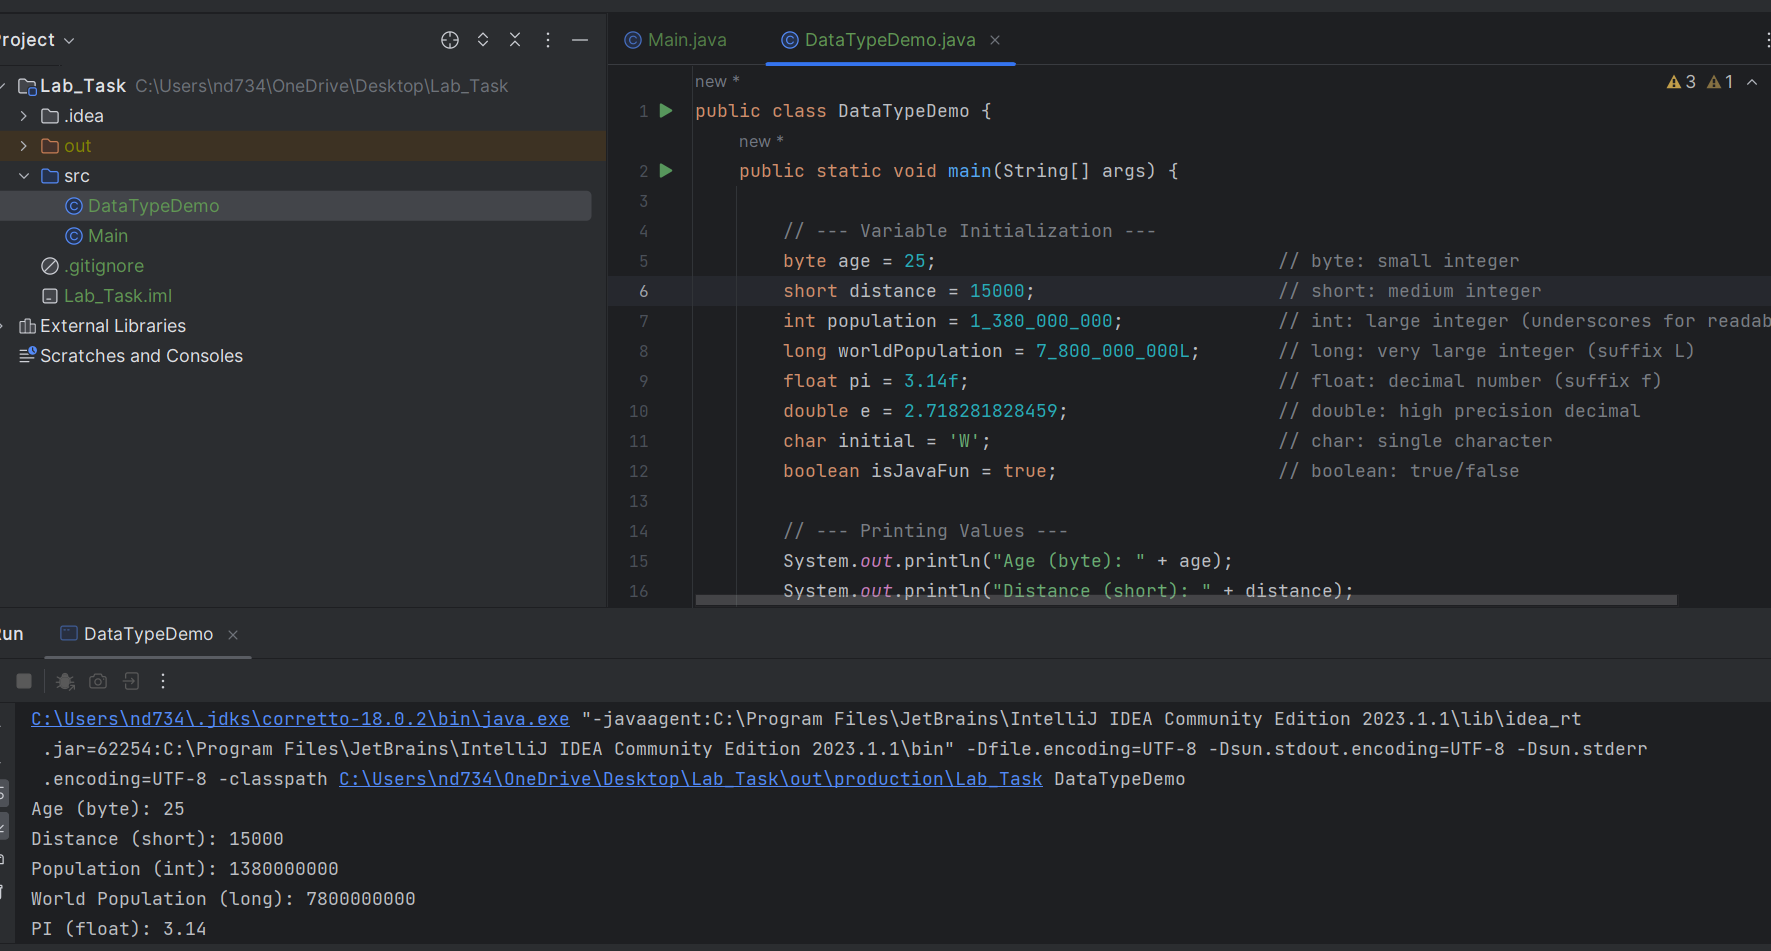 Project
Lab_Task C:\Users\nd734\OneDrive\Desktop\Lab_Task
.idea
out
src
DataTypeDemo
Main
.gitignore
Lab_Task.iml
External Libraries
Scratches and Consoles
Main.java DataTypeDemo.java
new *
3 1
1 public class DataTypeDemo {
new *
2 public static void main(String[] args) {
3
4 // --- Variable Initialization ---
5 byte age = 25; // byte: small integer
6 short distance = 15000; // short: medium integer
7 int population = 1_380_000_000; // int: large integer (underscores for readab
8 long worldPopulation = 7_800_000_000L; // long: very large integer (suffix L)
9 float pi = 3.14f; // float: decimal number (suffix f)
10 double e = 2.718281828459; // double: high precision decimal
11 char initial = 'W'; // char: single character
12 boolean isJavaFun = true; // boolean: true/false
13
14 // --- Printing Values ---
15 System.out.println("Age (byte): " + age);
16 System.out.println("Distance (short): " + distance);
Run DataTypeDemo
C:\Users\nd734\.jdks\corretto-18.0.2\bin\java.exe "-javaagent:C:\Program Files\JetBrains\IntelliJ IDEA Community Edition 2023.1.1\lib\idea_rt
.jar=62254:C:\Program Files\JetBrains\IntelliJ IDEA Community Edition 2023.1.1\bin" -Dfile.encoding=UTF-8 -Dsun.stdout.encoding=UTF-8 -Dsun.stderr
.encoding=UTF-8 -classpath C:\Users\nd734\OneDrive\Desktop\Lab_Task\out\production\Lab_Task DataTypeDemo
Age (byte): 25
Distance (short): 15000
Population (int): 1380000000
World Population (long): 7800000000
PI (float): 3.14